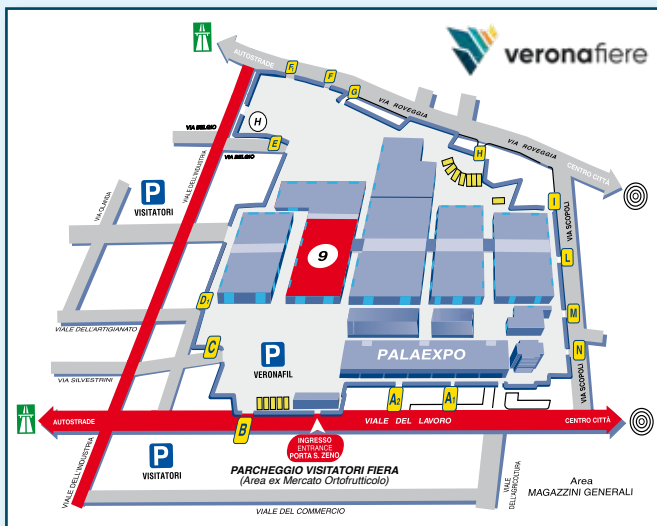 veronafiere
AUTOSTRADE
F1
F
G
VIA ROVEGGIA
VIA ROVEGGIA
H
CENTRO CITTÀ
H
E
VIA BELGIO
VIA BELGIO
VIALE DELL'INDUSTRIA
P
VISITATORI
VIA OLANDA
I
VIA SCOPOLI
L
9
D1
M
VIALE DELL'ARTIGIANATO
C
P
VERONAFIL
PALAEXPO
N
VIA SILVESTRINI
VIA SCOPOLI
A2
A1
AUTOSTRADE
B
VIALE DEL LAVORO
CENTRO CITTÀ
INGRESSO
ENTRANCE
PORTA S. ZENO
P
VISITATORI
VIALE DELL'INDUSTRIA
PARCHEGGIO VISITATORI FIERA
(Area ex Mercato Ortofrutticolo)
VIALE
DELL'AGRICOLTURA
Area
MAGAZZINI GENERALI
VIALE DEL COMMERCIO